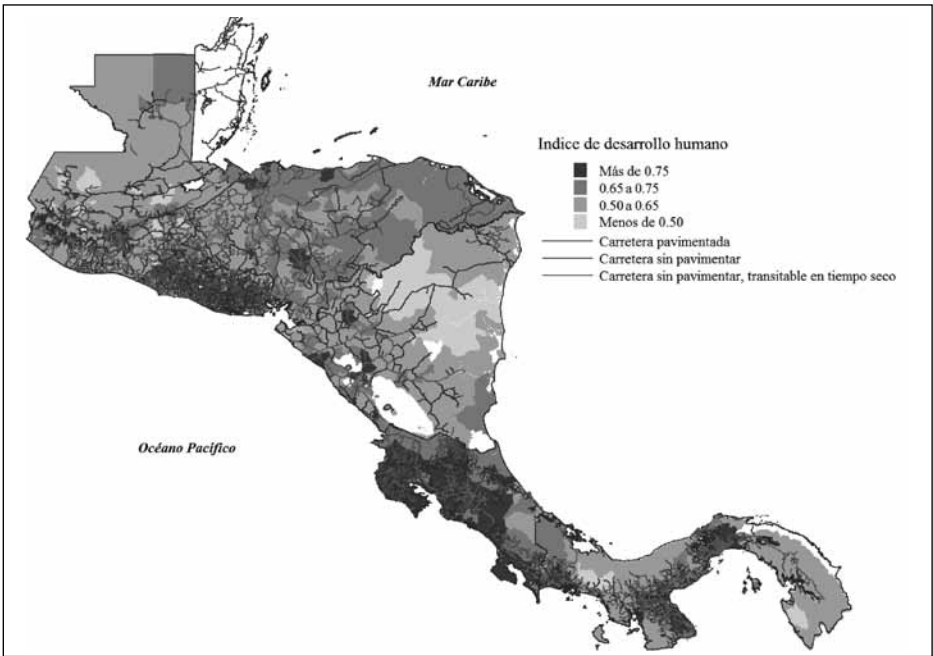 Mar Caribe
Indice de desarrollo humano
Más de 0.75
0.65 a 0.75
0.50 a 0.65
Menos de 0.50
Carretera pavimentada
Carretera sin pavimentar
Carretera sin pavimentar, transitable en tiempo seco
Océano Pacífico